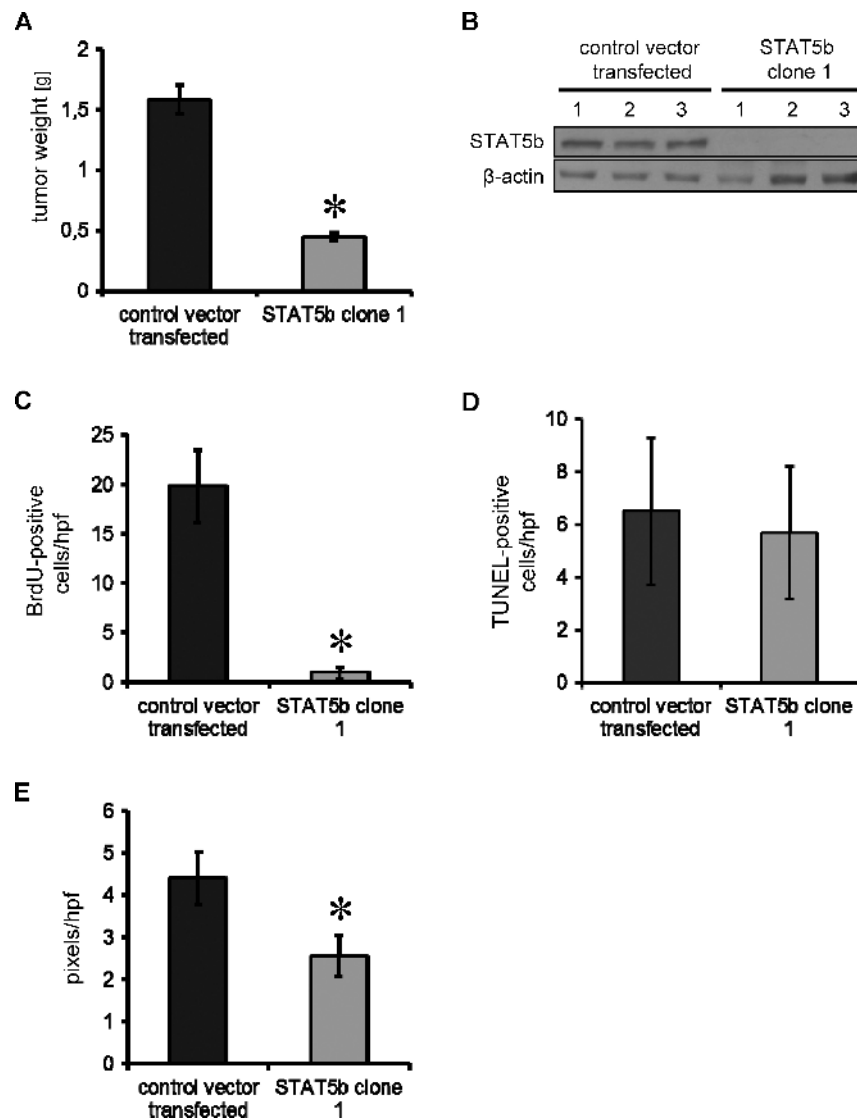 A
tumor weight [g]
2
1,5
1
0,5
0
*
control vector
transfected
STAT5b clone 1
B
control vector
transfected
STAT5b
clone 1
1 2 3 1 2 3
STAT5b
β-actin
C
BrdU-positive
cells/hpf
25
20
15
10
5
0
*
control vector
transfected
STAT5b clone
1
D
TUNEL-positive
cells/hpf
10
8
6
4
2
0
control vector
transfected
STAT5b clone
1
E
pixels/hpf
6
5
4
3
2
1
0
*
control vector
transfected
STAT5b clone
1